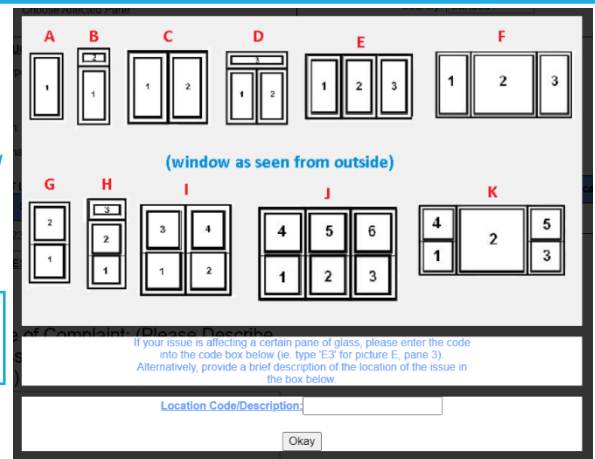 Choose Affected Pane
A B C D E F
1
2
1
1 2
3
1 2
1 2 3
1 2 3
(window as seen from outside)
G H I J K
2
1
3
2
1
3 4
1 2
4 5 6
1 2 3
4 2 5
1 3
e of Complaint: (Please Describe
If your issue is affecting a certain pane of glass, please enter the code
into the code box below (ie. type 'E3' for picture E, pane 3).
Alternatively, provide a brief description of the location of the issue in
the box below.
Location Code/Description:
Okay